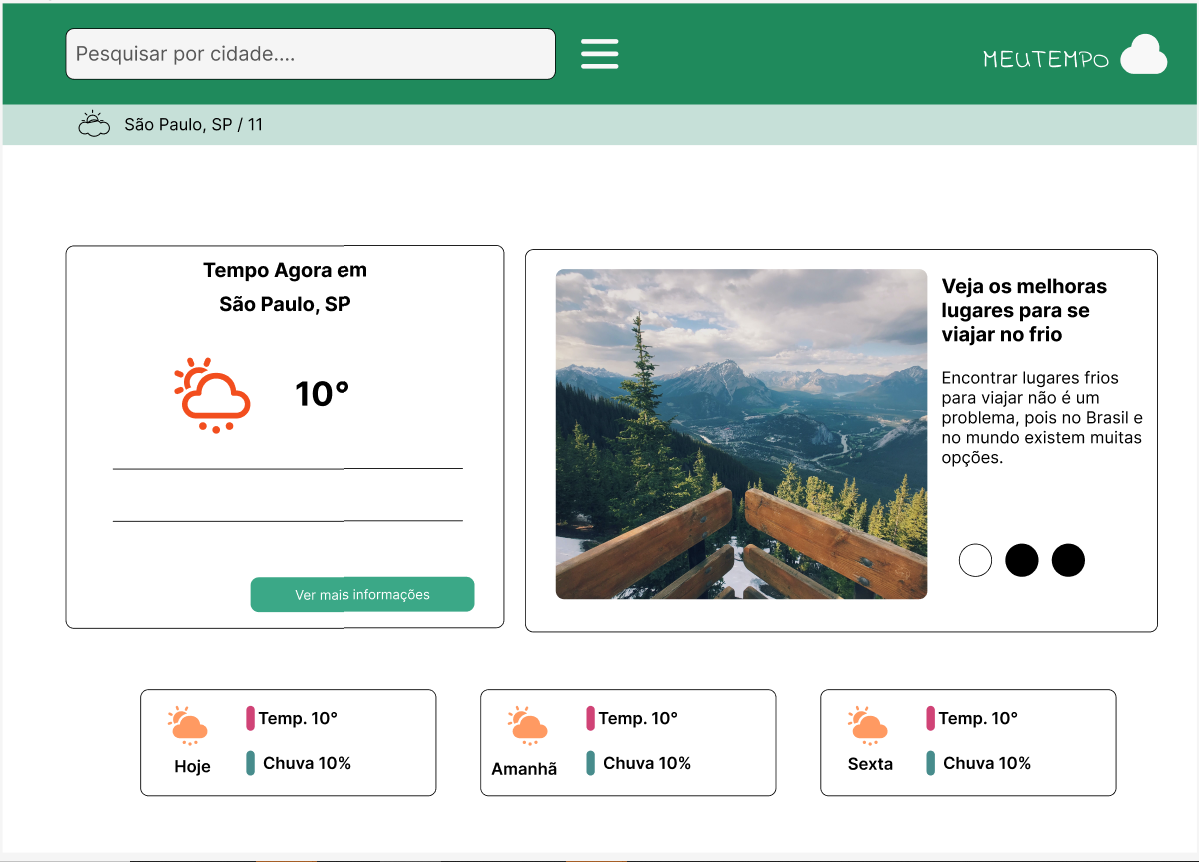 Pesquisar por cidade....
MEUTEMPO
São Paulo, SP / 11
Tempo Agora em
São Paulo, SP
10°
Ver mais informações
Veja os melhoras
lugares para se
viajar no frio
Encontrar lugares frios
para viajar não é um
problema, pois no Brasil e
no mundo existem muitas
opções.
Hoje
Temp. 10°
Chuva 10%
Amanhã
Temp. 10°
Chuva 10%
Sexta
Temp. 10°
Chuva 10%